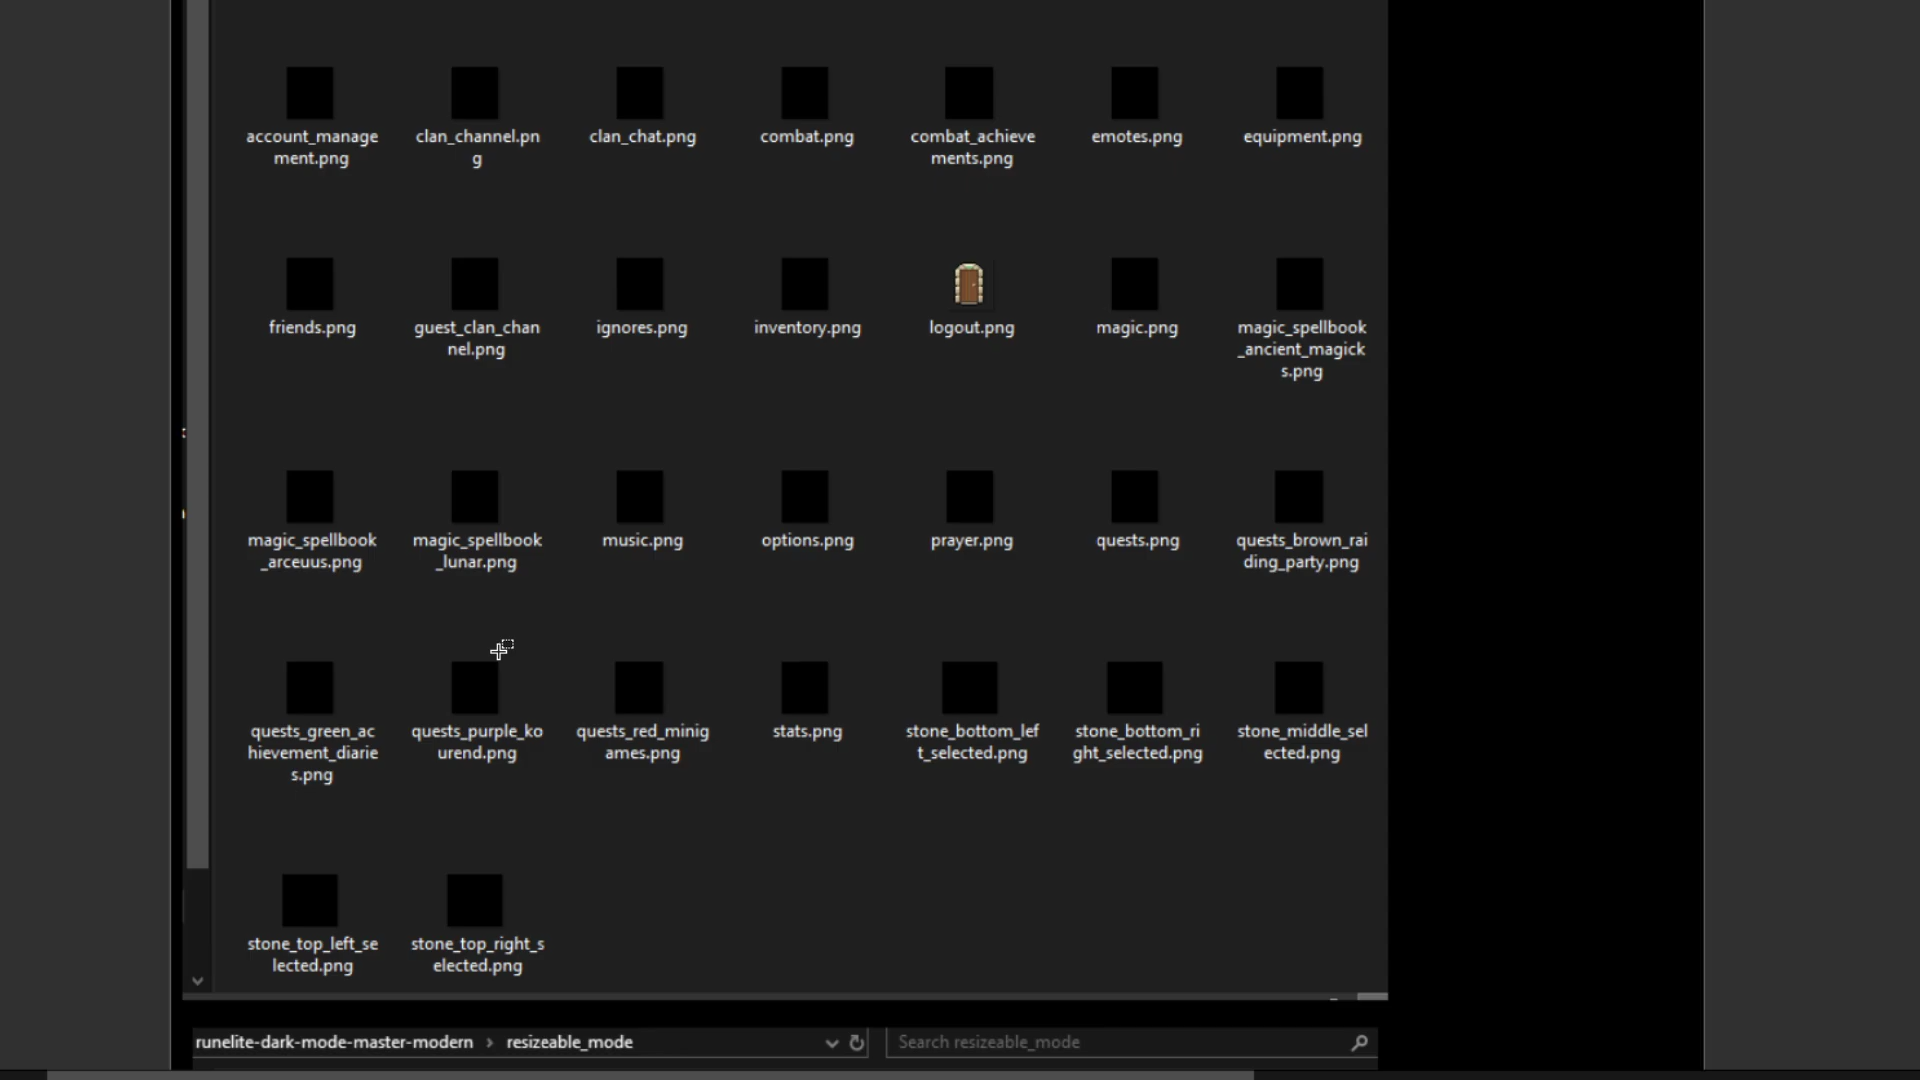 account_manage
ment.png
clan_channel.pn
g
clan_chat.png
combat.png
combat_achieve
ments.png
emotes.png
equipment.png
friends.png
guest_clan_chan
nel.png
ignores.png
inventory.png
logout.png
magic.png
magic_spellbook
_ancient_magick
s.png
magic_spellbook
_arceuus.png
magic_spellbook
_lunar.png
music.png
options.png
prayer.png
quests.png
quests_brown_rai
ding_party.png
quests_green_ac
hievement_diarie
s.png
quests_purple_ko
urend.png
quests_red_minig
ames.png
stats.png
stone_bottom_lef
t_selected.png
stone_bottom_ri
ght_selected.png
stone_middle_sel
ected.png
stone_top_left_se
lected.png
stone_top_right_s
elected.png
runelite-dark-mode-master-modern › resizeable_mode
Search resizeable_mode